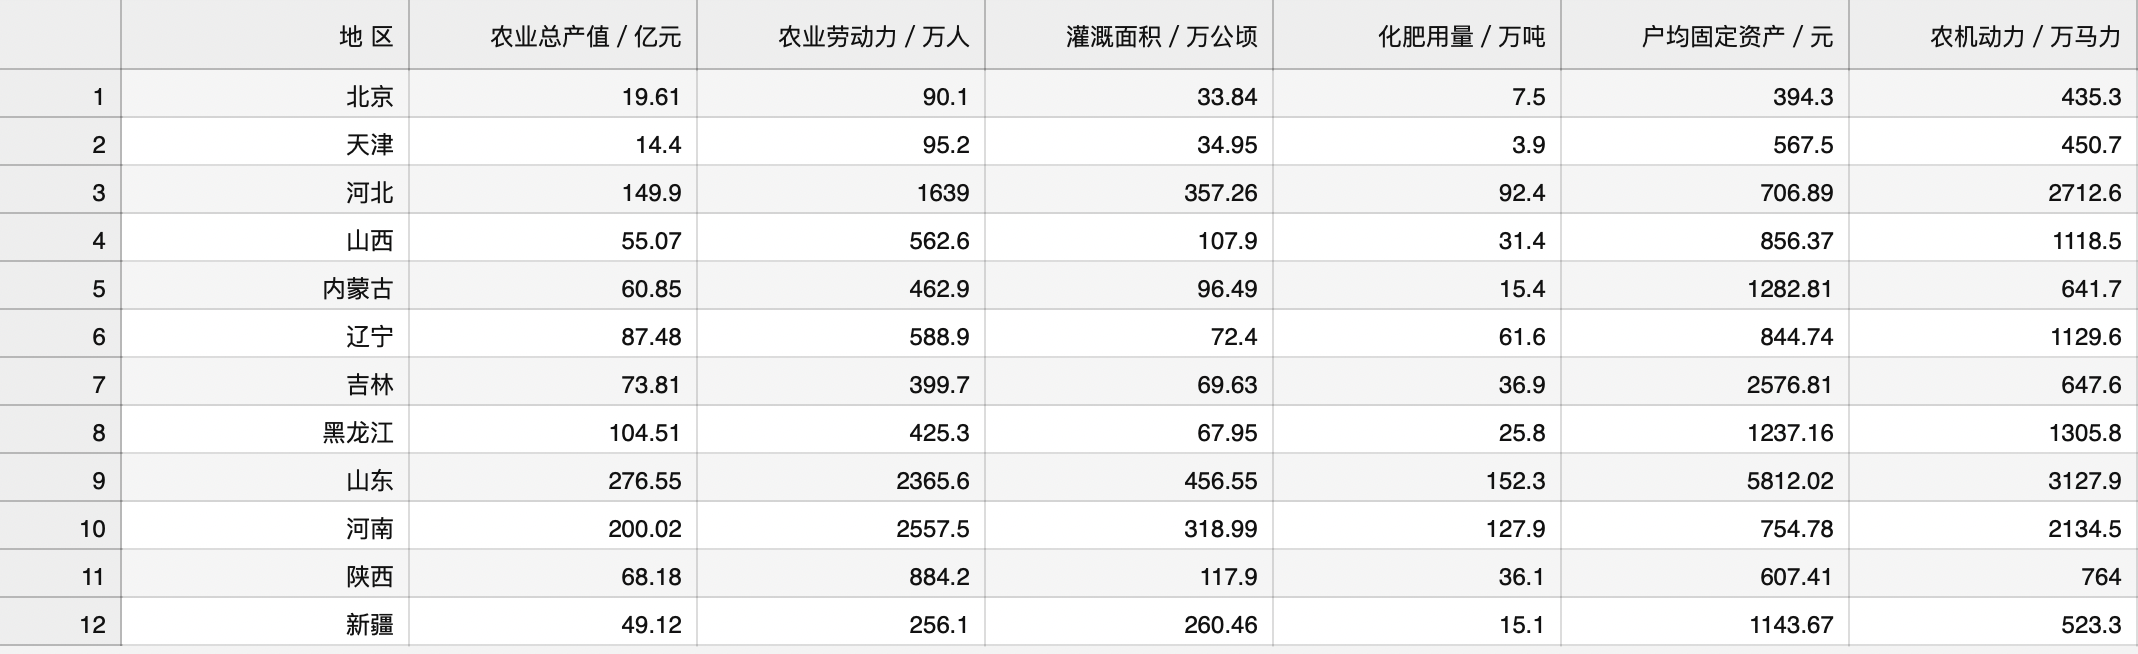 地 区 农业总产值 / 亿元 农业劳动力 / 万人 灌溉面积 / 万公顷 化肥用量 / 万吨 户均固定资产 / 元 农机动力 / 万马力
1 北京 19.61 90.1 33.84 7.5 394.3 435.3
2 天津 14.4 95.2 34.95 3.9 567.5 450.7
3 河北 149.9 1639 357.26 92.4 706.89 2712.6
4 山西 55.07 562.6 107.9 31.4 856.37 1118.5
5 内蒙古 60.85 462.9 96.49 15.4 1282.81 641.7
6 辽宁 87.48 588.9 72.4 61.6 844.74 1129.6
7 吉林 73.81 399.7 69.63 36.9 2576.81 647.6
8 黑龙江 104.51 425.3 67.95 25.8 1237.16 1305.8
9 山东 276.55 2365.6 456.55 152.3 5812.02 3127.9
10 河南 200.02 2557.5 318.99 127.9 754.78 2134.5
11 陕西 68.18 884.2 117.9 36.1 607.41 764
12 新疆 49.12 256.1 260.46 15.1 1143.67 523.3